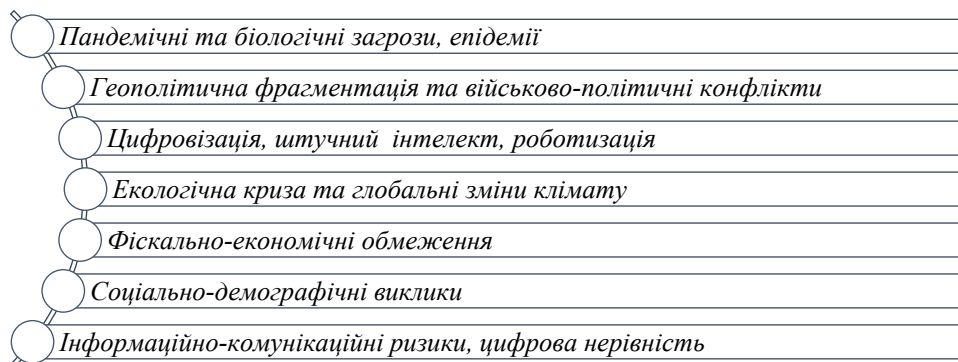 Пандемічні та біологічні загрози, епідемії
Геополітична фрагментація та військово-політичні конфлікти
Цифровізація, штучний інтелект, роботизація
Екологічна криза та глобальні зміни клімату
Фіскально-економічні обмеження
Соціально-демографічні виклики
Інформаційно-комунікаційні ризики, цифрова нерівність